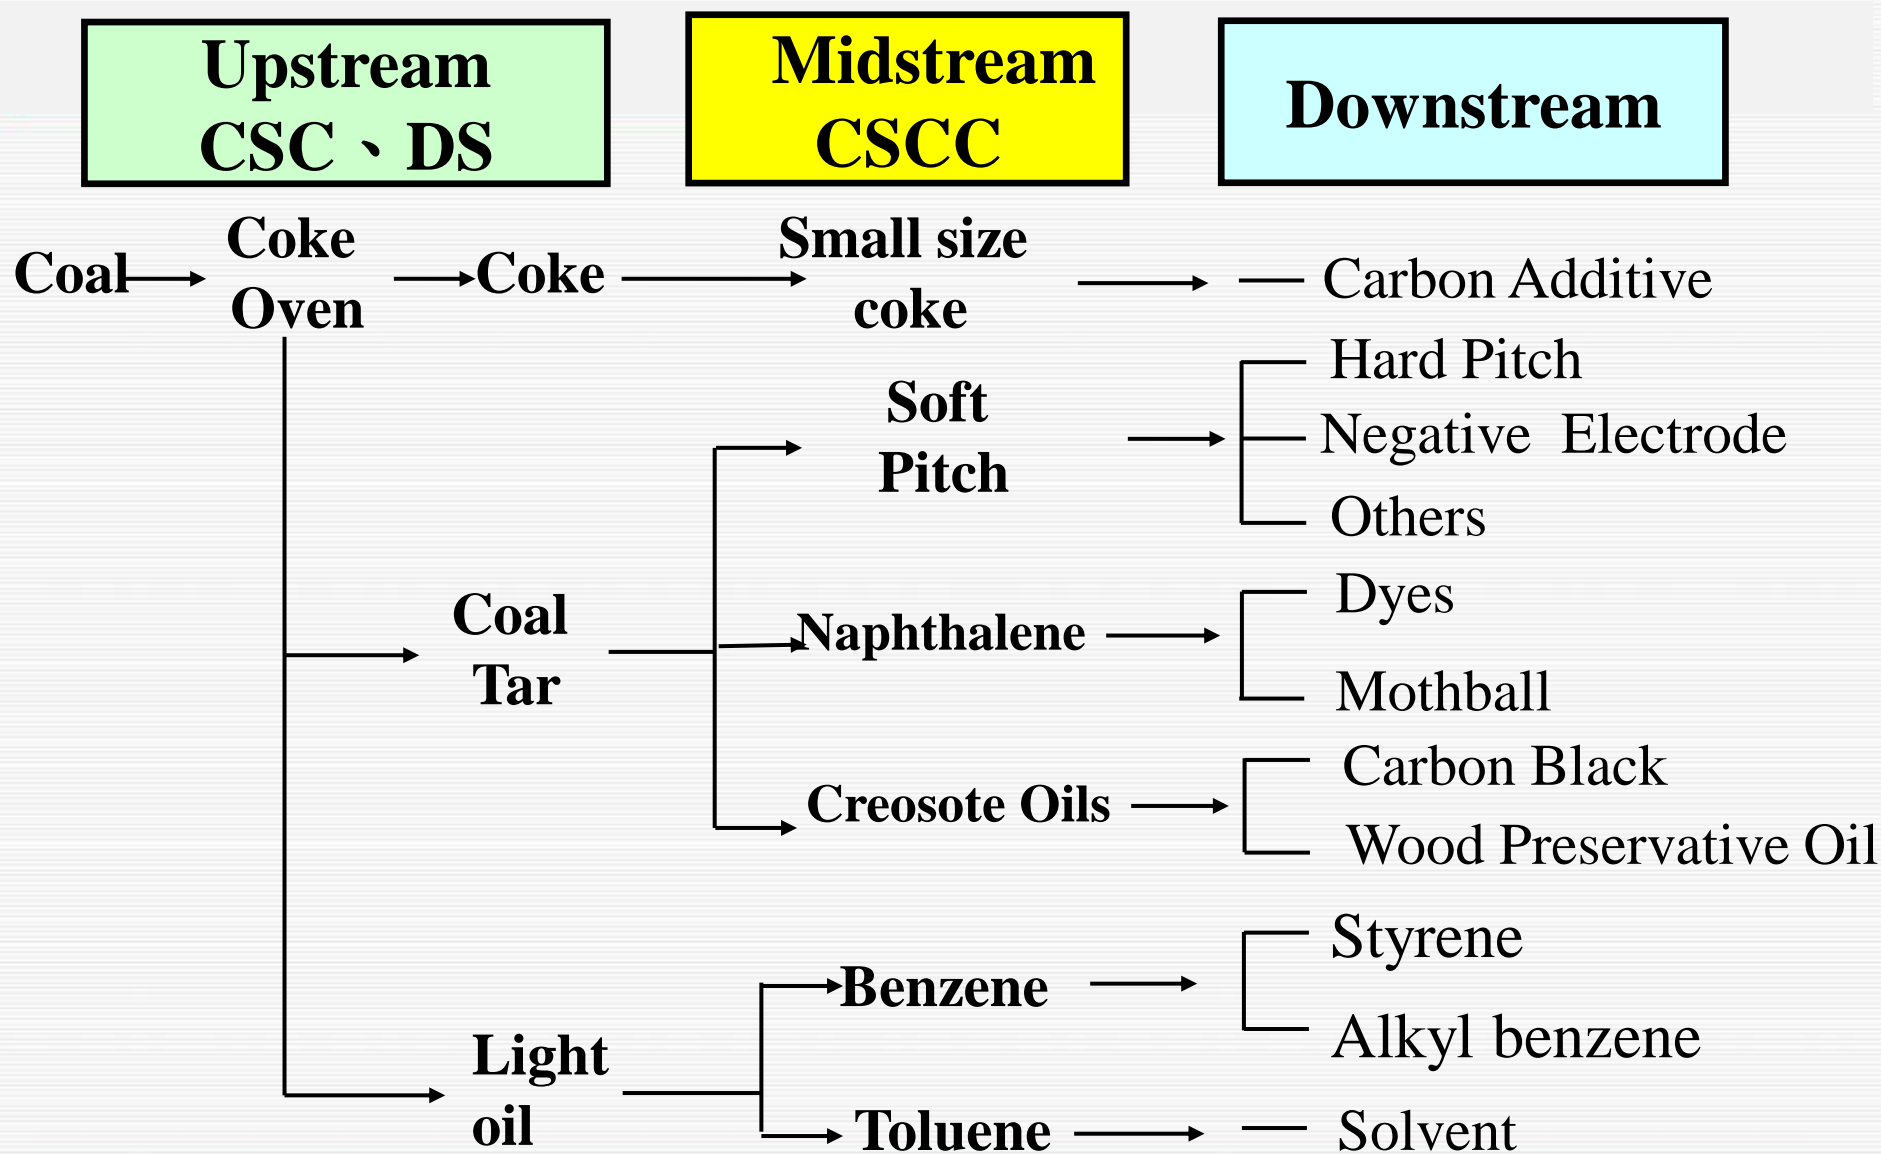 Upstream
CSC、DS
Midstream
CSCC
Downstream
Coal
Coke
Oven
Coke
Small size
coke
Carbon Additive
Soft
Pitch
Hard Pitch
Negative Electrode
Others
Coal
Tar
Naphthalene
Dyes
Mothball
Creosote Oils
Carbon Black
Wood Preservative Oil
Light
oil
Benzene
Styrene
Alkyl benzene
Toluene
Solvent